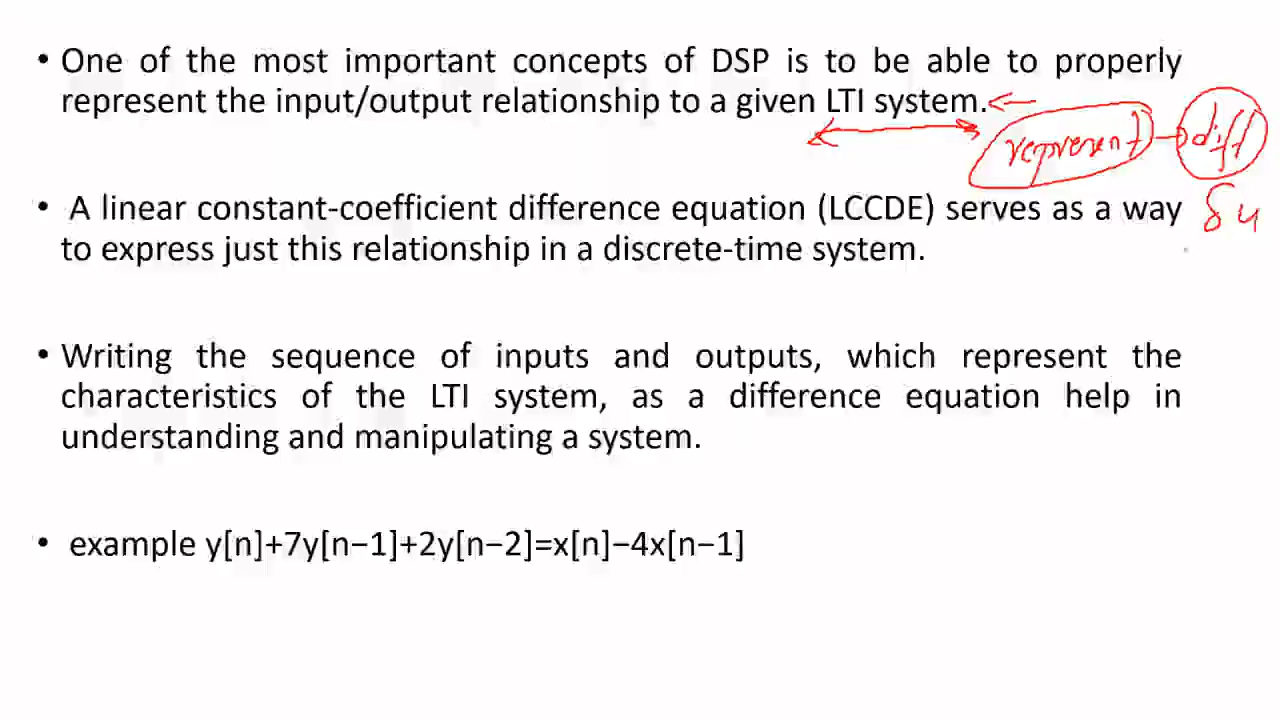 • One of the most important concepts of DSP is to be able to properly
represent the input/output relationship to a given LTI system.
represent → diff
• A linear constant-coefficient difference equation (LCCDE) serves as a way
δ u
to express just this relationship in a discrete-time system.
• Writing the sequence of inputs and outputs, which represent the
characteristics of the LTI system, as a difference equation help in
understanding and manipulating a system.
• example y[n]+7y[n−1]+2y[n−2]=x[n]−4x[n−1]